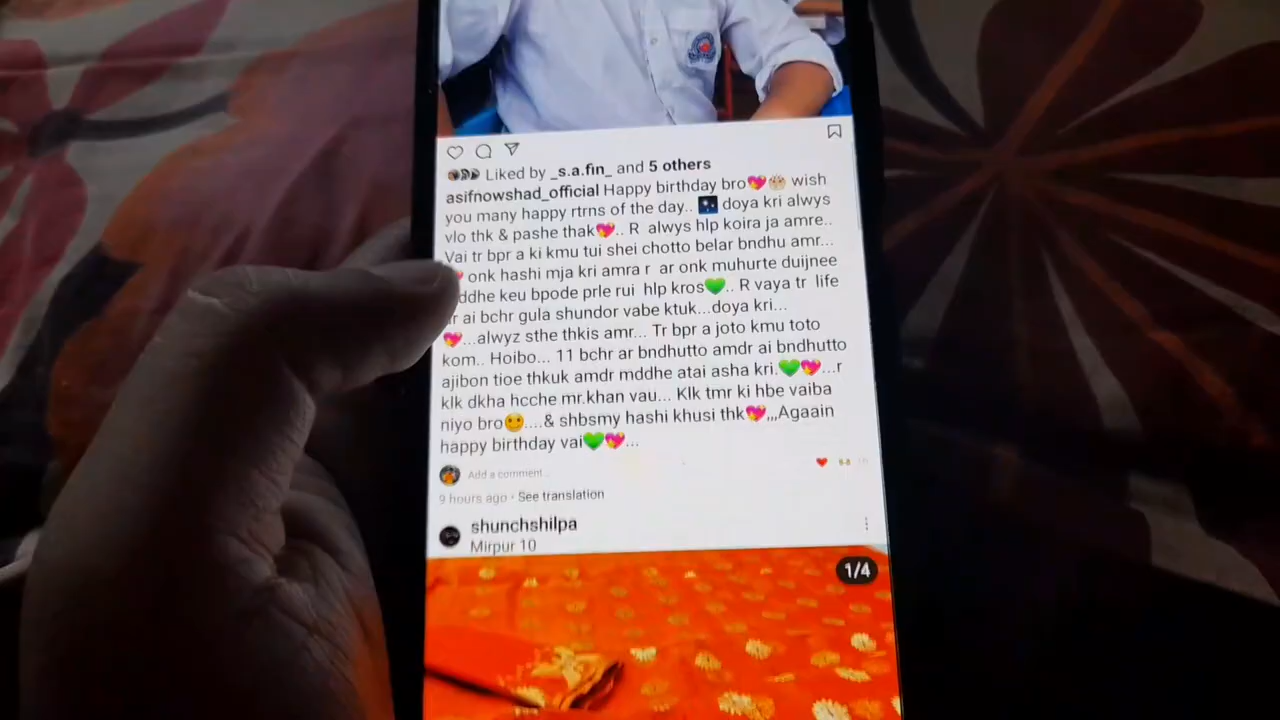 Liked by _s.a.fin_ and 5 others
asifnowshad_official Happy birthday bro💖🎂 wish
you many happy rtrns of the day.. 🌃 doya kri alwys
vlo thk & pashe thak💖.. R alwys hlp koira ja amre..
Vai tr bpr a ki kmu tui shei chotto belar bndhu amr...
onk hashi mja kri amra r ar onk muhurte duijnee
keu bpode prle rui hlp kros💚.. R vaya tr life
ai bchr gula shundor vabe ktuk...doya kri...
💖...alwyz sthe thkis amr... Tr bpr a joto kmu toto
kom.. Hoibo... 11 bchr ar bndhutto amdr ai bndhutto
ajibon tioe thkuk amdr mddhe atai asha kri.💚💖...r
klk dkha hcche mr.khan vau... Klk tmr ki hbe vaiba
niyo bro🙂....& shbsmy hashi khusi thk💖,,,Agaain
happy birthday vai💚💖...
Add a comment...
9 hours ago • See translation
shunchshilpa
Mirpur 10
1/4